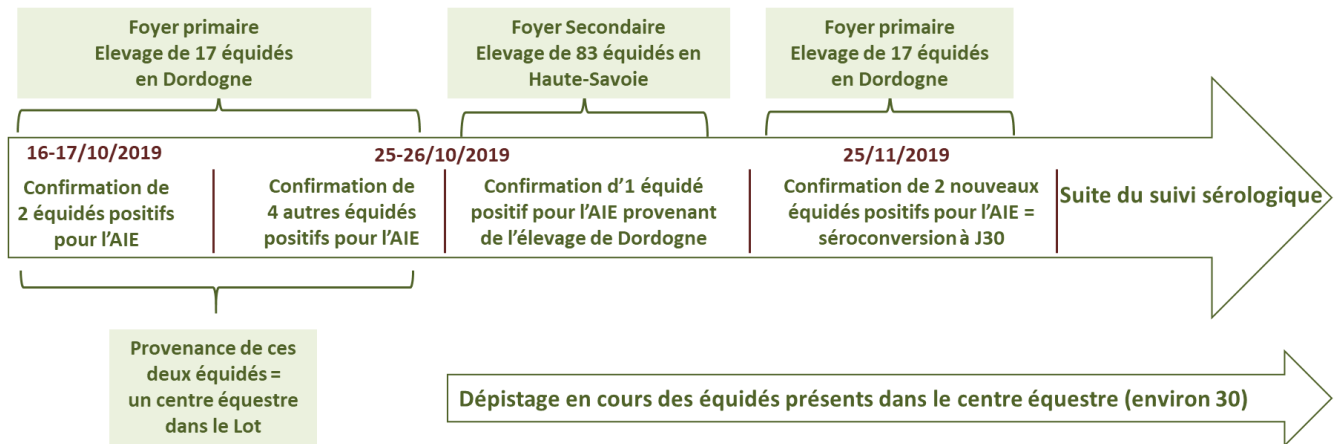 Foyer primaire
Elevage de 17 équidés
en Dordogne
Foyer Secondaire
Elevage de 83 équidés en
Haute-Savoie
Foyer primaire
Elevage de 17 équidés
en Dordogne
16-17/10/2019
25-26/10/2019
25/11/2019
Confirmation de
2 équidés positifs
pour l'AIE
Confirmation de
4 autres équidés
positifs pour l'AIE
Confirmation d'1 équidé
positif pour l'AIE provenant
de l'élevage de Dordogne
Confirmation de 2 nouveaux
équidés positifs pour l'AIE =
séroconversion à J30
Suite du suivi sérologique
Provenance de ces
deux équidés =
un centre équestre
dans le Lot
Dépistage en cours des équidés présents dans le centre équestre (environ 30)